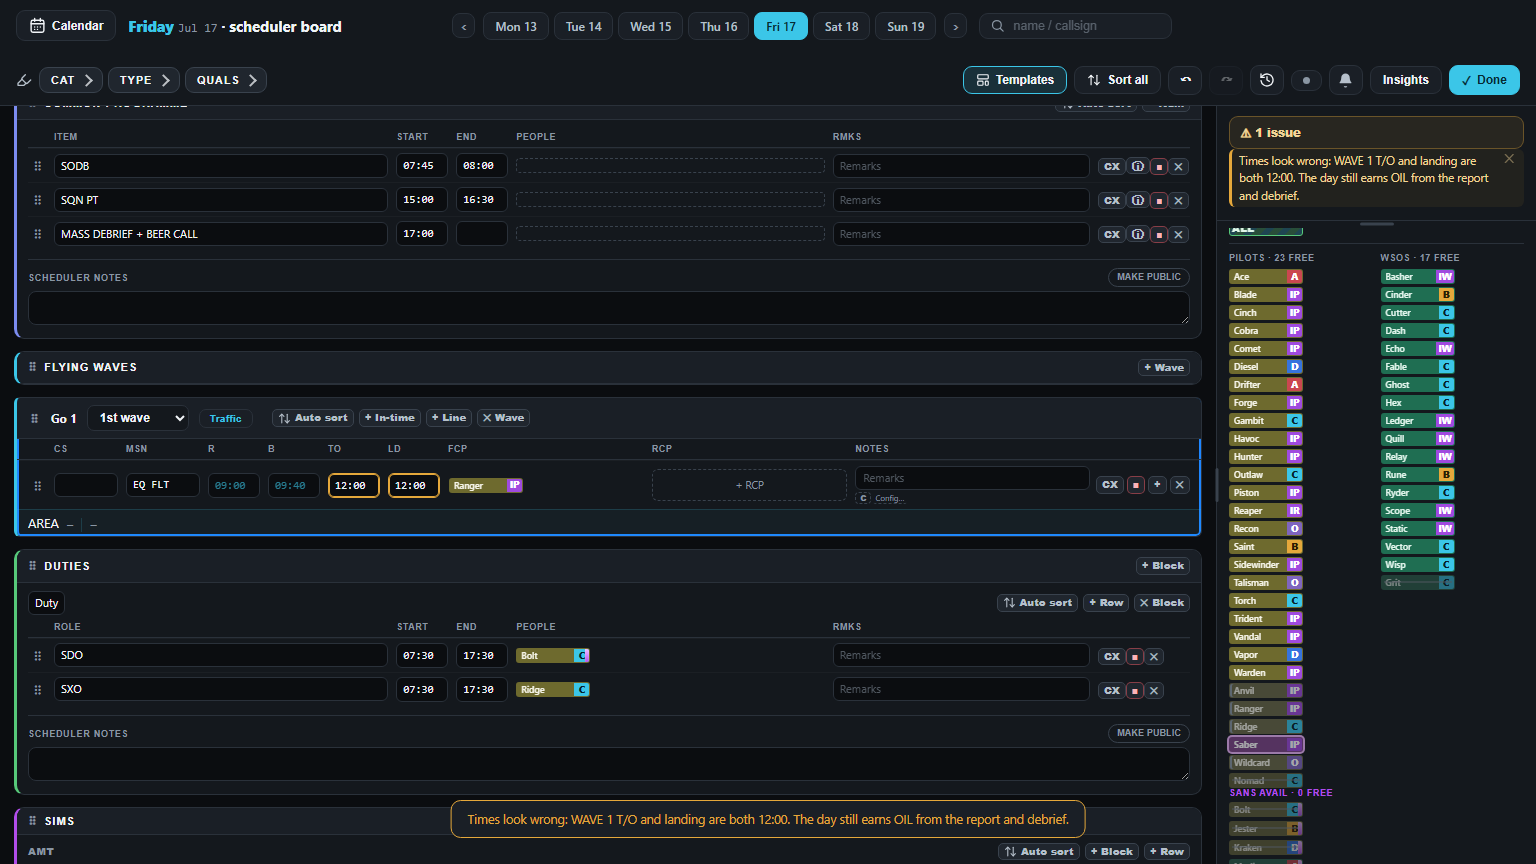 Calendar
Friday Jul 17 · scheduler board
Mon 13
Tue 14
Wed 15
Thu 16
Fri 17
Sat 18
Sun 19
name / callsign
CAT
TYPE
QUALS
Templates
Sort all
Insights
✓ Done
ITEM START END PEOPLE RMKS
SODB 07:45 08:00 Remarks CX
SQN PT 15:00 16:30 Remarks CX
MASS DEBRIEF + BEER CALL 17:00 Remarks CX
SCHEDULER NOTES MAKE PUBLIC
FLYING WAVES + Wave
Go 1 1st wave Traffic Auto sort + In-time + Line × Wave
CS MSN R B TO LD FCP RCP NOTES
EQ FLT 09:00 09:40 12:00 12:00 Ranger IP + RCP Remarks CX
C Config...
AREA – –
DUTIES + Block
Duty Auto sort + Row × Block
ROLE START END PEOPLE RMKS
SDO 07:30 17:30 Bolt C Remarks CX
SXO 07:30 17:30 Ridge C Remarks CX
SCHEDULER NOTES MAKE PUBLIC
SIMS
AMT Auto sort + Block + Row
Times look wrong: WAVE 1 T/O and landing are both 12:00. The day still earns OIL from the report and debrief.
⚠ 1 issue
Times look wrong: WAVE 1 T/O and landing are
both 12:00. The day still earns OIL from the report
and debrief.
PILOTS · 23 FREE
Ace A
Blade IP
Cinch IP
Cobra IP
Comet IP
Diesel D
Drifter A
Forge IP
Gambit C
Havoc IP
Hunter IP
Outlaw C
Piston IP
Reaper IR
Recon O
Saint B
Sidewinder IP
Talisman O
Torch C
Trident IP
Vandal IP
Vapor D
Warden IP
Anvil IP
Ranger IP
Ridge C
Saber IP
Wildcard O
Nomad C
WSOS · 17 FREE
Basher IW
Cinder B
Cutter C
Dash C
Echo IW
Fable C
Ghost C
Hex C
Ledger IW
Quill IW
Relay IW
Rune B
Ryder C
Scope IW
Static IW
Vector C
Wisp C
Grit C
SANS AVAIL · 0 FREE
Bolt C
Jester B
Kraken D